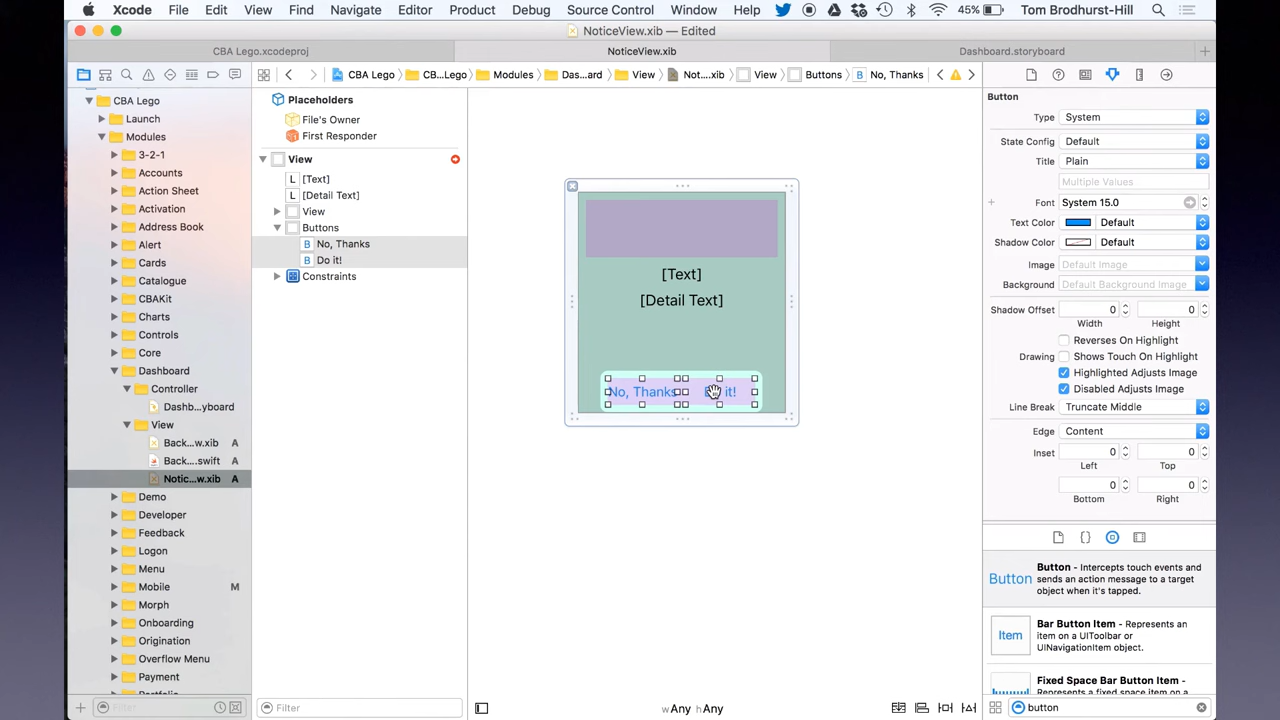 Xcode File Edit View Find Navigate Editor Product Debug Source Control Window Help 45% Tom Brodhurst-Hill
NoticeView.xib — Edited
CBA Lego.xcodeproj NoticeView.xib Dashboard.storyboard
CBA Lego CB...Lego Modules Das...ard View Not...xib View Buttons B No, Thanks
CBA Lego
Launch
Modules
3-2-1
Accounts
Action Sheet
Activation
Address Book
Alert
Cards
Catalogue
CBAKit
Charts
Controls
Core
Dashboard
Controller
Dashb...yboard
View
Back...w.xib A
Back....swift A
Notic...w.xib A
Demo
Developer
Feedback
Logon
Menu
Mobile M
Morph
Onboarding
Origination
Overflow Menu
Payment
Filter
Placeholders
File's Owner
First Responder
View
L [Text]
L [Detail Text]
View
Buttons
B No, Thanks
B Do it!
Constraints
Filter
[Text]
[Detail Text]
No, Thanks it!
wAny hAny
Button
Type System
State Config Default
Title Plain
Multiple Values
Font System 15.0
Text Color Default
Shadow Color Default
Image Default Image
Background Default Background Image
Shadow Offset 0 0
Width Height
Reverses On Highlight
Drawing Shows Touch On Highlight
Highlighted Adjusts Image
Disabled Adjusts Image
Line Break Truncate Middle
Edge Content
Inset 0 0
Left Top
0 0
Bottom Right
Button
Button - Intercepts touch events and
sends an action message to a target
object when it's tapped.
Item
Bar Button Item - Represents an
item on a UIToolbar or
UINavigationItem object.
Fixed Space Bar Button Item -
Represents a fixed space item on
button